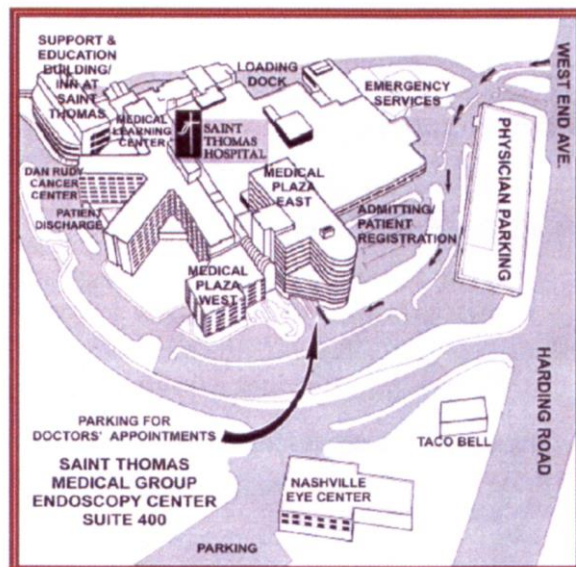 SUPPORT &
EDUCATION
BUILDING/
INN AT
SAINT
THOMAS
LOADING
DOCK
EMERGENCY
SERVICES
WEST END AVE.
MEDICAL
LEARNING
CENTER
SAINT
THOMAS
HOSPITAL
PHYSICIAN PARKING
DAN RUDY
CANCER
CENTER
MEDICAL
PLAZA
EAST
PATIENT
DISCHARGE
ADMITTING/
PATIENT
REGISTRATION
MEDICAL
PLAZA
WEST
HARDING ROAD
PARKING FOR
DOCTORS' APPOINTMENTS
TACO BELL
SAINT THOMAS
MEDICAL GROUP
ENDOSCOPY CENTER
SUITE 400
NASHVILLE
EYE CENTER
PARKING